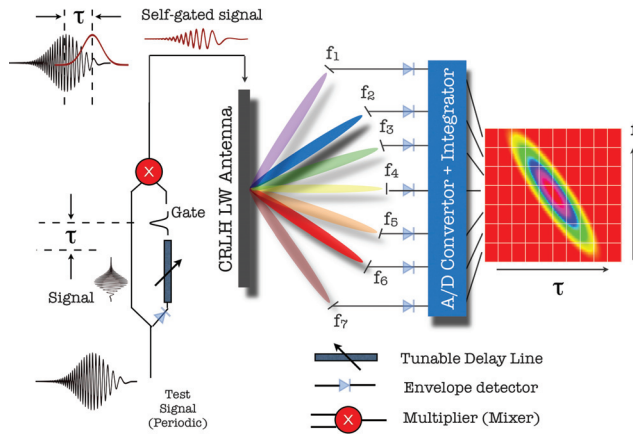 τ
Self-gated signal
f1
f2
f3
f4
f5
f6
f7
CRLH LW Antenna
A/D Convertor + Integrator
X
Gate
τ
Signal
τ
Test
Signal
(Periodic)
Tunable Delay Line
Envelope detector
X
Multiplier (Mixer)